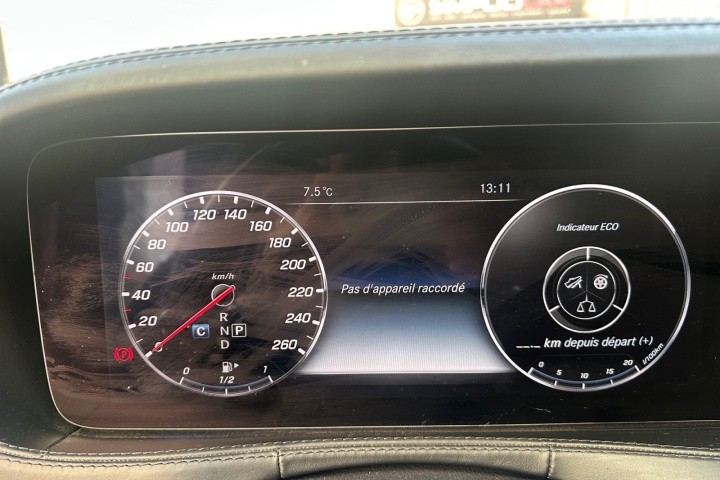 7.5°C
13:11
120 140
100 160
80 180
60 200
40 220
20 240
260
km/h
R
N
D
C
P
0 1/2 1
Pas d'appareil raccordé
Indicateur ECO
km depuis départ (+)
0 5 10 15 20 l/100km